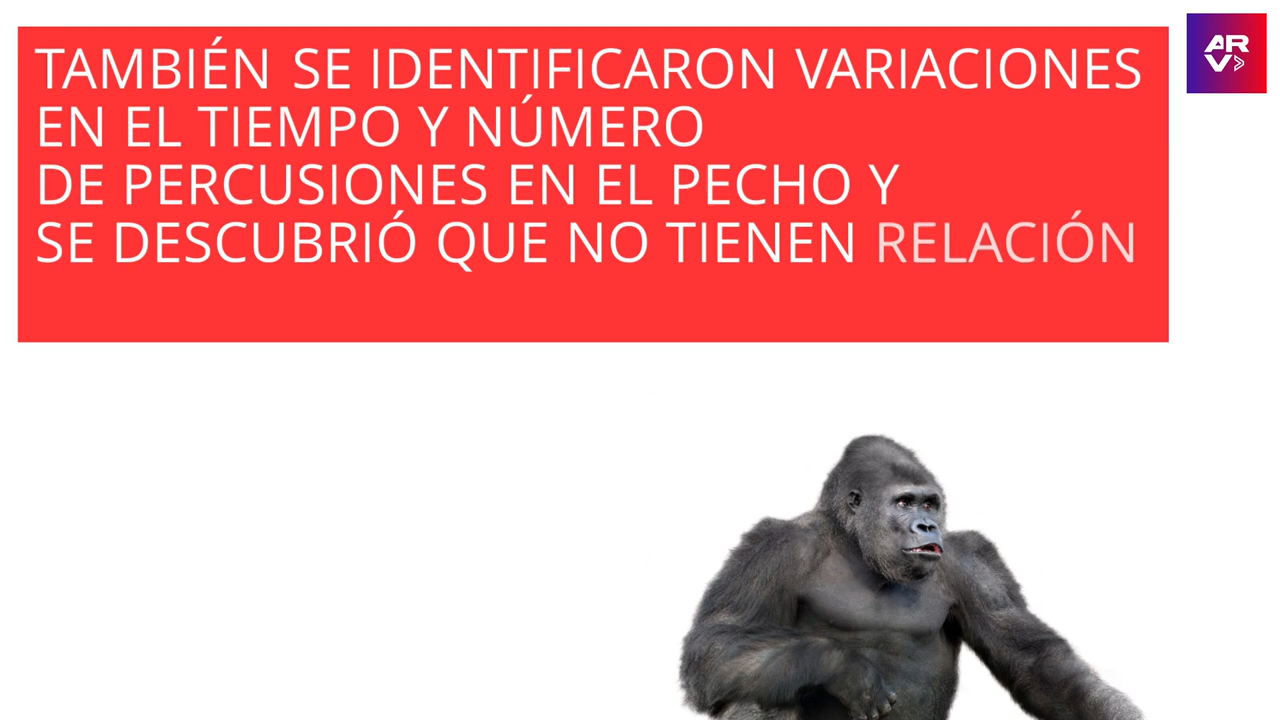 TAMBIÉN SE IDENTIFICARON VARIACIONES
EN EL TIEMPO Y NÚMERO
DE PERCUSIONES EN EL PECHO Y
SE DESCUBRIÓ QUE NO TIENEN RELACIÓN
ARV